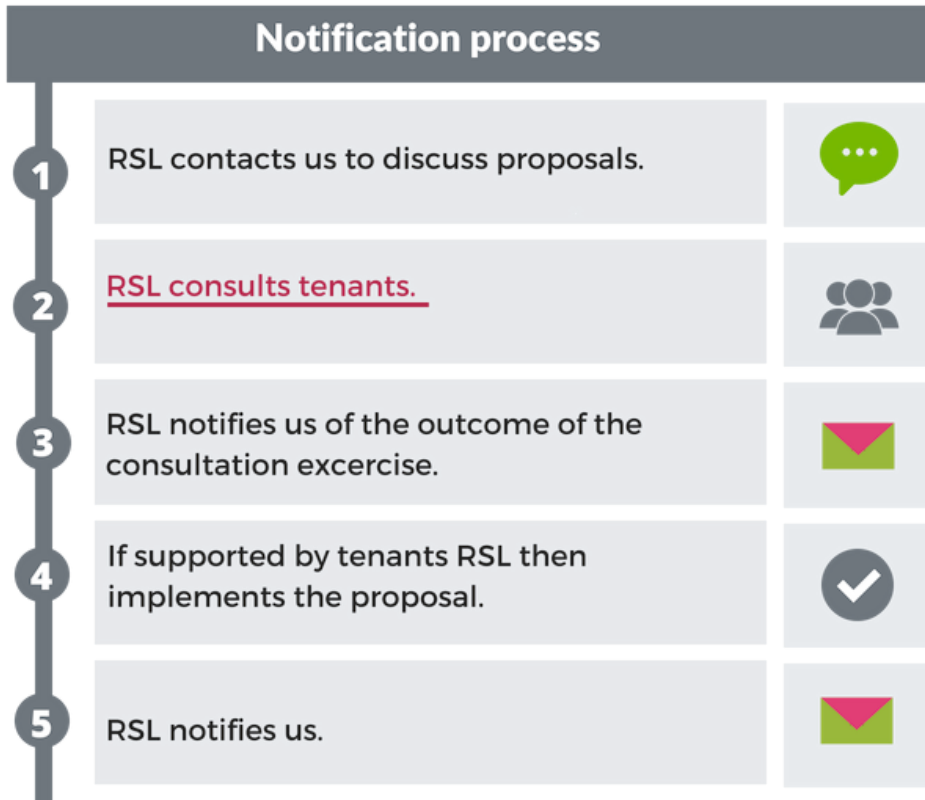 Notification process
1
RSL contacts us to discuss proposals.
2
RSL consults tenants.
3
RSL notifies us of the outcome of the
consultation excercise.
4
If supported by tenants RSL then
implements the proposal.
5
RSL notifies us.